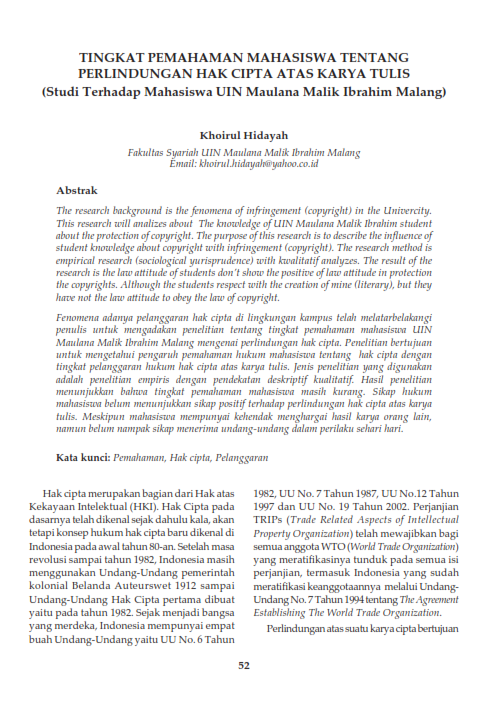 TINGKAT PEMAHAMAN MAHASISWA TENTANG
PERLINDUNGAN HAK CIPTA ATAS KARYA TULIS
(Studi Terhadap Mahasiswa UIN Maulana Malik Ibrahim Malang)
Khoirul Hidayah
Fakultas Syariah UIN Maulana Malik Ibrahim Malang
Email: khoirul.hidayah@yahoo.co.id
Abstrak
The research background is the fenomena of infringement (copyright) in the Univercity.
This research will analizes about The knowledge of UIN Maulana Malik Ibrahim student
about the protection of copyright. The purpose of this research is to describe the influence of
student knowledge about copyright with infringement (copyright). The research method is
empirical research (sociological yurisprudence) with kwalitatif analyzes. The result of the
research is the law attitude of students don't show the positive of law attitude in protection
the copyrights. Although the students respect with the creation of mine (literary), but they
have not the law attitude to obey the law of copyright.
Fenomena adanya pelanggaran hak cipta di lingkungan kampus telah melatarbelakangi
penulis untuk mengadakan penelitian tentang tingkat pemahaman mahasiswa UIN
Maulana Malik Ibrahim Malang mengenai perlindungan hak cipta. Penelitian bertujuan
untuk mengetahui pengaruh pemahaman hukum mahasiswa tentang hak cipta dengan
tingkat pelanggaran hukum hak cipta atas karya tulis. Jenis penelitian yang digunakan
adalah penelitian empiris dengan pendekatan deskriptif kualitatif. Hasil penelitian
menunjukkan bahwa tingkat pemahaman mahasiswa masih kurang. Sikap hukum
mahasiswa belum menunjukkan sikap positif terhadap perlindungan hak cipta atas karya
tulis. Meskipun mahasiswa mempunyai kehendak menghargai hasil karya orang lain,
namun belum nampak sikap menerima undang-undang dalam perilaku sehari hari.
Kata kunci: Pemahaman, Hak cipta, Pelanggaran
Hak cipta merupakan bagian dari Hak atas
Kekayaan Intelektual (HKI). Hak Cipta pada
dasarnya telah dikenal sejak dahulu kala, akan
tetapi konsep hukum hak cipta baru dikenal di
Indonesia pada awal tahun 80-an. Setelah masa
revolusi sampai tahun 1982, Indonesia masih
menggunakan Undang-Undang pemerintah
kolonial Belanda Auteurswet 1912 sampai
Undang-Undang Hak Cipta pertama dibuat
yaitu pada tahun 1982. Sejak menjadi bangsa
yang merdeka, Indonesia mempunyai empat
buah Undang-Undang yaitu UU No. 6 Tahun
1982, UU No. 7 Tahun 1987, UU No.12 Tahun
1997 dan UU No. 19 Tahun 2002. Perjanjian
TRIPs (Trade Related Aspects of Intellectual
Property Organization) telah mewajibkan bagi
semua anggota WTO (World Trade Organization)
yang meratifikasinya tunduk pada semua isi
perjanjian, termasuk Indonesia yang sudah
meratifikasi keanggotaannya melalui Undang-
Undang No. 7 Tahun 1994 tentang The Agreement
Establishing The World Trade Organization.
Perlindungan atas suatu karya cipta bertujuan
52